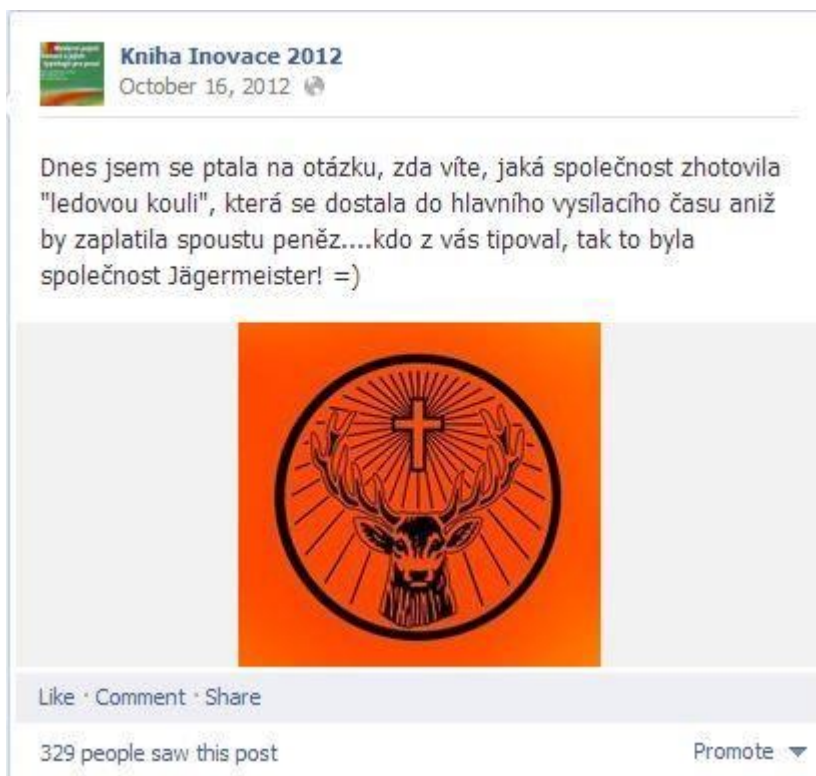 Kniha Inovace 2012
October 16, 2012
Dnes jsem se ptala na otázku, zda víte, jaká společnost zhotovila
"ledovou kouli", která se dostala do hlavního vysílacího času aniž
by zaplatila spoustu peněz....kdo z vás tipoval, tak to byla
společnost Jägermeister! =)
Like · Comment · Share
329 people saw this post
Promote